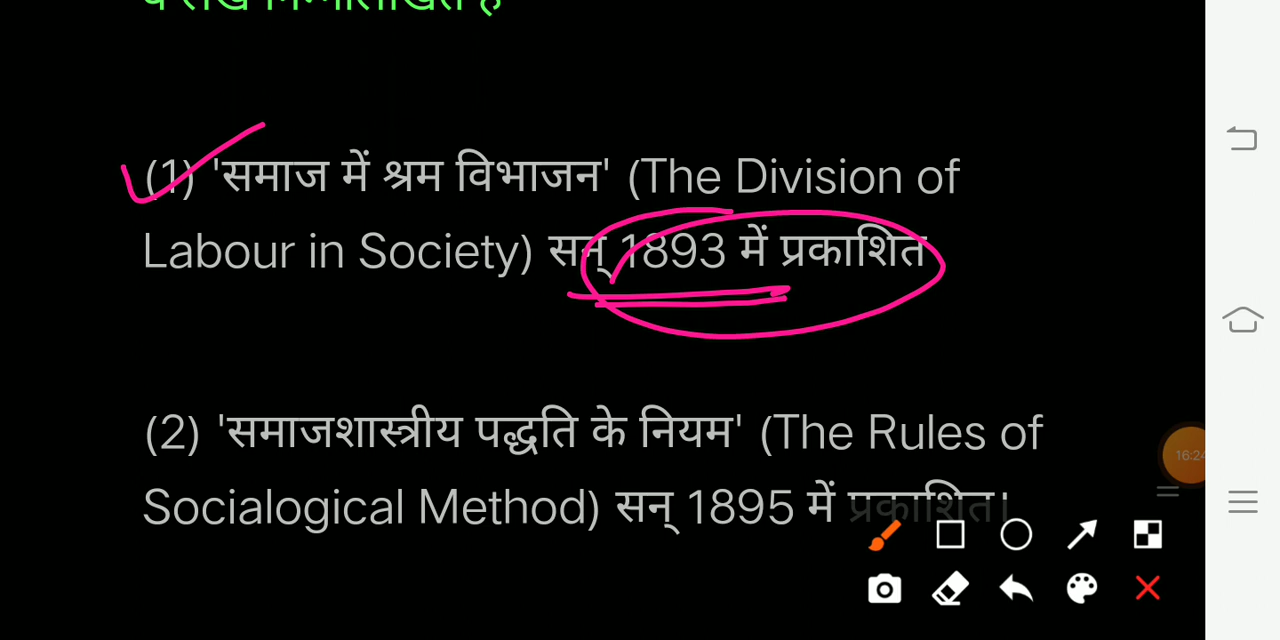 (1) 'समाज में श्रम विभाजन' (The Division of
Labour in Society) सन् 1893 में प्रकाशित
(2) 'समाजशास्त्रीय पद्धति के नियम' (The Rules of
Socialogical Method) सन् 1895 में प्रकाशित।
16:24